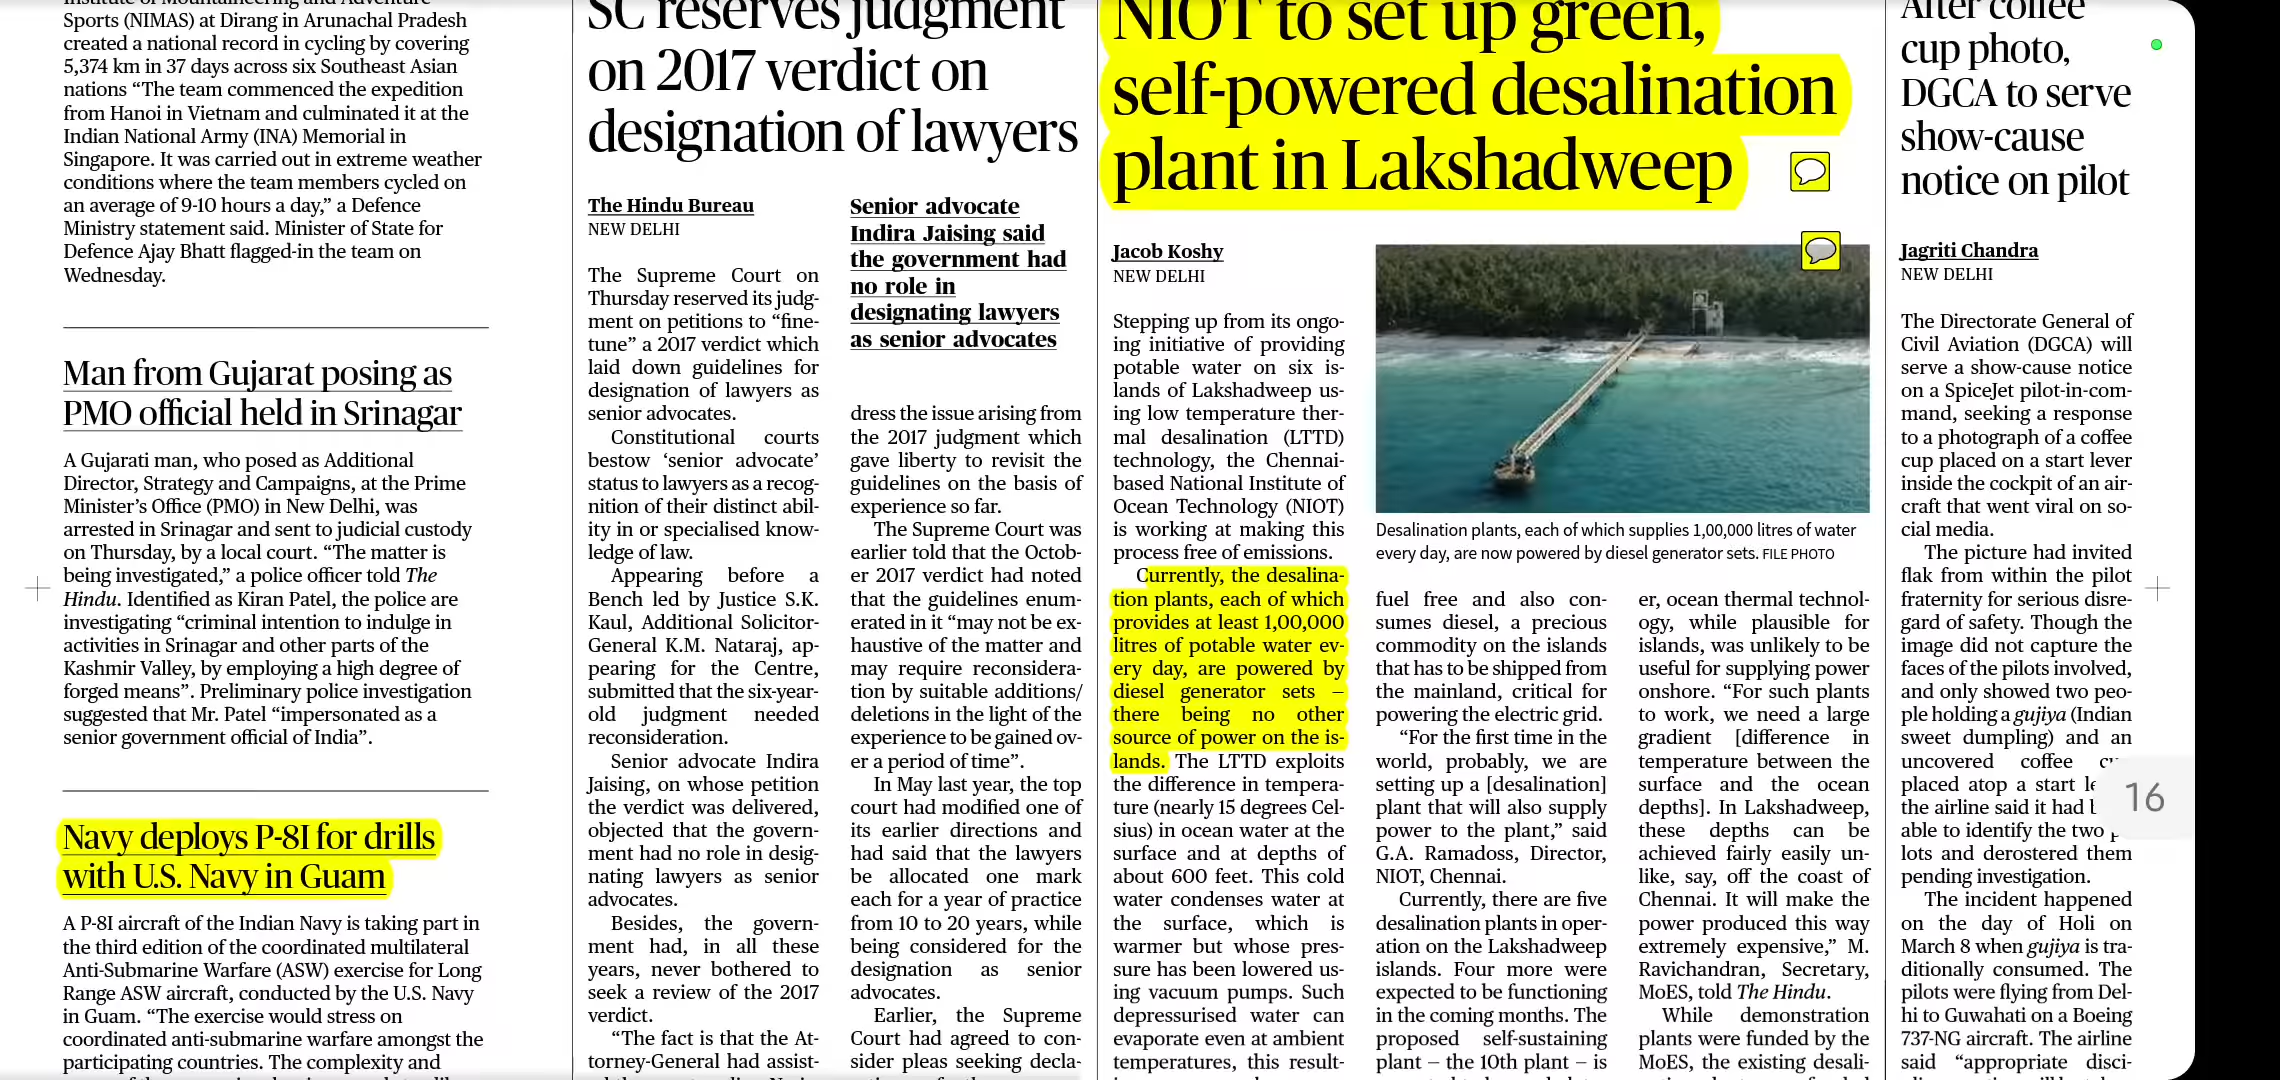 Institute of Mountaineering and Adventure
Sports (NIMAS) at Dirang in Arunachal Pradesh
created a national record in cycling by covering
5,374 km in 37 days across six Southeast Asian
nations “The team commenced the expedition
from Hanoi in Vietnam and culminated it at the
Indian National Army (INA) Memorial in
Singapore. It was carried out in extreme weather
conditions where the team members cycled on
an average of 9-10 hours a day,” a Defence
Ministry statement said. Minister of State for
Defence Ajay Bhatt flagged-in the team on
Wednesday.
Man from Gujarat posing as
PMO official held in Srinagar
A Gujarati man, who posed as Additional
Director, Strategy and Campaigns, at the Prime
Minister’s Office (PMO) in New Delhi, was
arrested in Srinagar and sent to judicial custody
on Thursday, by a local court. “The matter is
being investigated,” a police officer told The
Hindu. Identified as Kiran Patel, the police are
investigating “criminal intention to indulge in
activities in Srinagar and other parts of the
Kashmir Valley, by employing a high degree of
forged means”. Preliminary police investigation
suggested that Mr. Patel “impersonated as a
senior government official of India”.
Navy deploys P-8I for drills
with U.S. Navy in Guam
A P-8I aircraft of the Indian Navy is taking part in
the third edition of the coordinated multilateral
Anti-Submarine Warfare (ASW) exercise for Long
Range ASW aircraft, conducted by the U.S. Navy
in Guam. “The exercise would stress on
coordinated anti-submarine warfare amongst the
participating countries. The complexity and
SC reserves judgment
on 2017 verdict on
designation of lawyers
The Hindu Bureau
NEW DELHI
The Supreme Court on
Thursday reserved its judg-
ment on petitions to “fine-
tune” a 2017 verdict which
laid down guidelines for
designation of lawyers as
senior advocates.
Constitutional courts
bestow ‘senior advocate’
status to lawyers as a recog-
nition of their distinct abil-
ity in or specialised know-
ledge of law.
Appearing before a
Bench led by Justice S.K.
Kaul, Additional Solicitor-
General K.M. Nataraj, ap-
pearing for the Centre,
submitted that the six-year-
old judgment needed
reconsideration.
Senior advocate Indira
Jaising, on whose petition
the verdict was delivered,
objected that the govern-
ment had no role in desig-
nating lawyers as senior
advocates.
Besides, the govern-
ment had, in all these
years, never bothered to
seek a review of the 2017
verdict.
“The fact is that the At-
torney-General had assist-
Senior advocate
Indira Jaising said
the government had
no role in
designating lawyers
as senior advocates
dress the issue arising from
the 2017 judgment which
gave liberty to revisit the
guidelines on the basis of
experience so far.
The Supreme Court was
earlier told that the Octob-
er 2017 verdict had noted
that the guidelines enum-
erated in it “may not be ex-
haustive of the matter and
may require reconsidera-
tion by suitable additions/
deletions in the light of the
experience to be gained ov-
er a period of time”.
In May last year, the top
court had modified one of
its earlier directions and
had said that the lawyers
be allocated one mark
each for a year of practice
from 10 to 20 years, while
being considered for the
designation as senior
advocates.
Earlier, the Supreme
Court had agreed to con-
sider pleas seeking decla-
NIOT to set up green,
self-powered desalination
plant in Lakshadweep
Jacob Koshy
NEW DELHI
Stepping up from its ongo-
ing initiative of providing
potable water on six is-
lands of Lakshadweep us-
ing low temperature ther-
mal desalination (LTTD)
technology, the Chennai-
based National Institute of
Ocean Technology (NIOT)
is working at making this
process free of emissions.
Currently, the desalina-
tion plants, each of which
provides at least 1,00,000
litres of potable water ev-
ery day, are powered by
diesel generator sets –
there being no other
source of power on the is-
lands. The LTTD exploits
the difference in tempera-
ture (nearly 15 degrees Cel-
sius) in ocean water at the
surface and at depths of
about 600 feet. This cold
water condenses water at
the surface, which is
warmer but whose pres-
sure has been lowered us-
ing vacuum pumps. Such
depressurised water can
evaporate even at ambient
temperatures, this result-
Desalination plants, each of which supplies 1,00,000 litres of water
every day, are now powered by diesel generator sets. FILE PHOTO
fuel free and also con-
sumes diesel, a precious
commodity on the islands
that has to be shipped from
the mainland, critical for
powering the electric grid.
“For the first time in the
world, probably, we are
setting up a [desalination]
plant that will also supply
power to the plant,” said
G.A. Ramadoss, Director,
NIOT, Chennai.
Currently, there are five
desalination plants in oper-
ation on the Lakshadweep
islands. Four more were
expected to be functioning
in the coming months. The
proposed self-sustaining
plant – the 10th plant – is
er, ocean thermal technol-
ogy, while plausible for
islands, was unlikely to be
useful for supplying power
onshore. “For such plants
to work, we need a large
gradient [difference in
temperature between the
surface and the ocean
depths]. In Lakshadweep,
these depths can be
achieved fairly easily un-
like, say, off the coast of
Chennai. It will make the
power produced this way
extremely expensive,” M.
Ravichandran, Secretary,
MoES, told The Hindu.
While demonstration
plants were funded by the
MoES, the existing desali-
After coffee
cup photo,
DGCA to serve
show-cause
notice on pilot
Jagriti Chandra
NEW DELHI
The Directorate General of
Civil Aviation (DGCA) will
serve a show-cause notice
on a SpiceJet pilot-in-com-
mand, seeking a response
to a photograph of a coffee
cup placed on a start lever
inside the cockpit of an air-
craft that went viral on so-
cial media.
The picture had invited
flak from within the pilot
fraternity for serious disre-
gard of safety. Though the
image did not capture the
faces of the pilots involved,
and only showed two peo-
ple holding a gujiya (Indian
sweet dumpling) and an
uncovered coffee
placed atop a start
the airline said it had
able to identify the two
lots and derostered them
pending investigation.
The incident happened
on the day of Holi on
March 8 when gujiya is tra-
ditionally consumed. The
pilots were flying from Del-
hi to Guwahati on a Boeing
737-NG aircraft. The airline
said “appropriate disci-
16